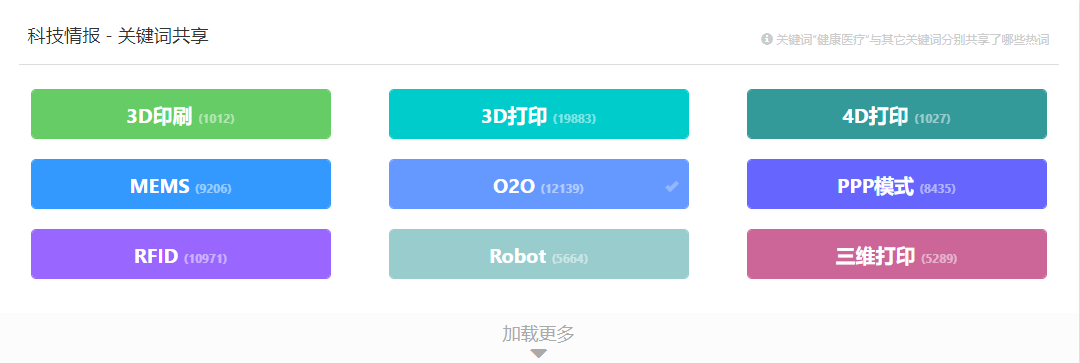 科技情报 - 关键词共享
关键词"健康医疗"与其它关键词分别共享了哪些热词
3D印刷 (1012)
3D打印 (19883)
4D打印 (1027)
MEMS (9206)
O2O (12139)
PPP模式 (8435)
RFID (10971)
Robot (5664)
三维打印 (5289)
加载更多